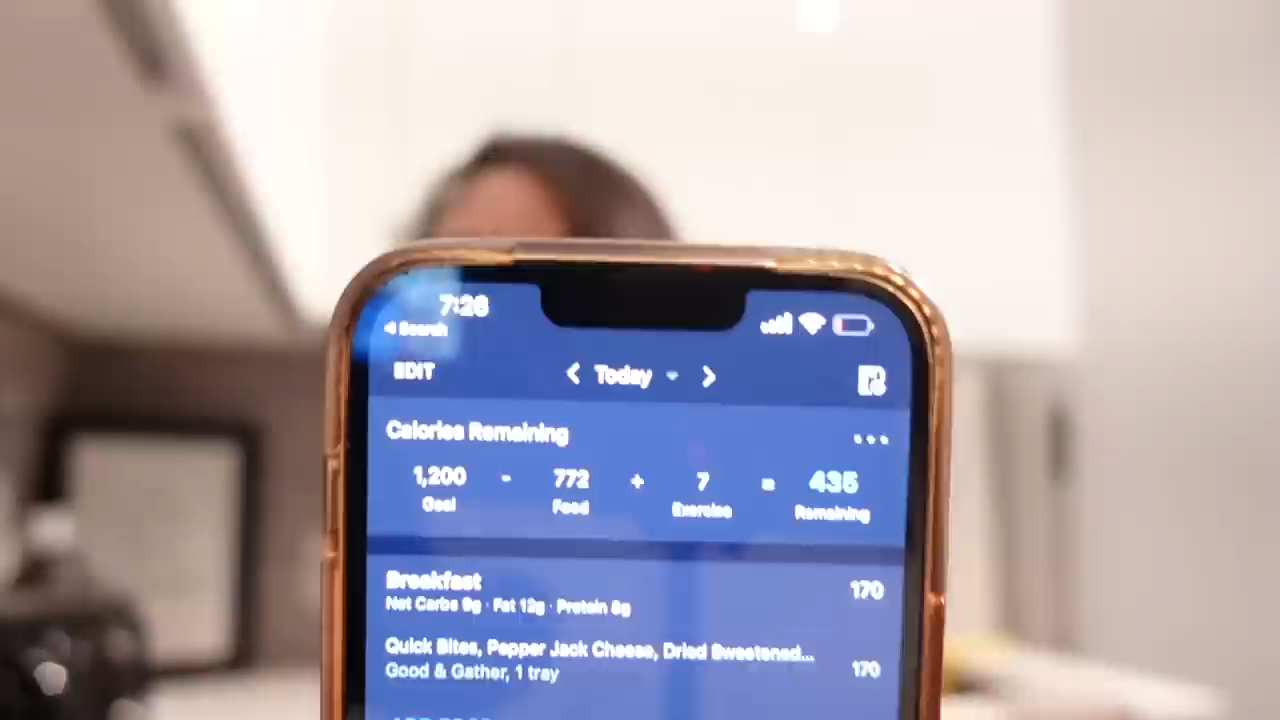 7:26
Search
EDIT
Today
Calories Remaining
1,200 - 772 + 7 = 435
Goal Food Exercise Remaining
Breakfast 170
Net Carbs 9g · Fat 12g · Protein 8g
Quick Bites, Pepper Jack Cheese, Dried Sweetened...
Good & Gather, 1 tray 170